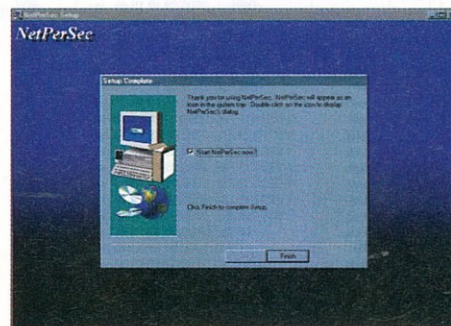 NetPerSec Setup
NetPerSec
Setup Complete
Thank you for using NetPerSec. NetPerSec will appear as an
icon in the system tray. Double-click on the icon to display
NetPerSec's dialog.
Start NetPerSec now?
Click Finish to complete Setup.
Finish